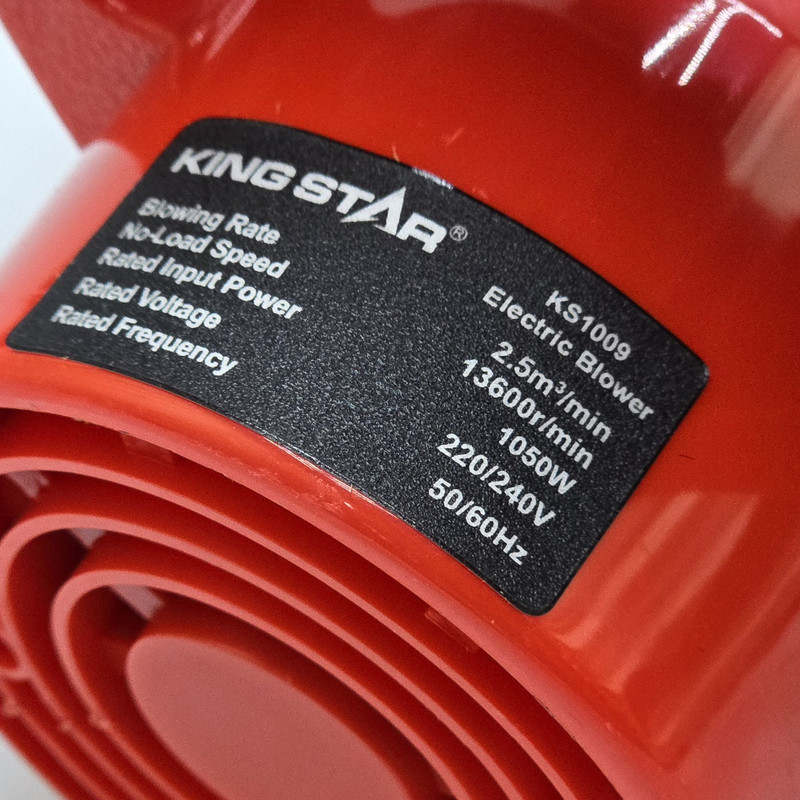 KING STAR®
KS1009
Electric Blower
Blowing Rate 2.5m³/min
No-Load Speed 13600r/min
Rated Input Power 1050W
Rated Voltage 220/240V
Rated Frequency 50/60Hz